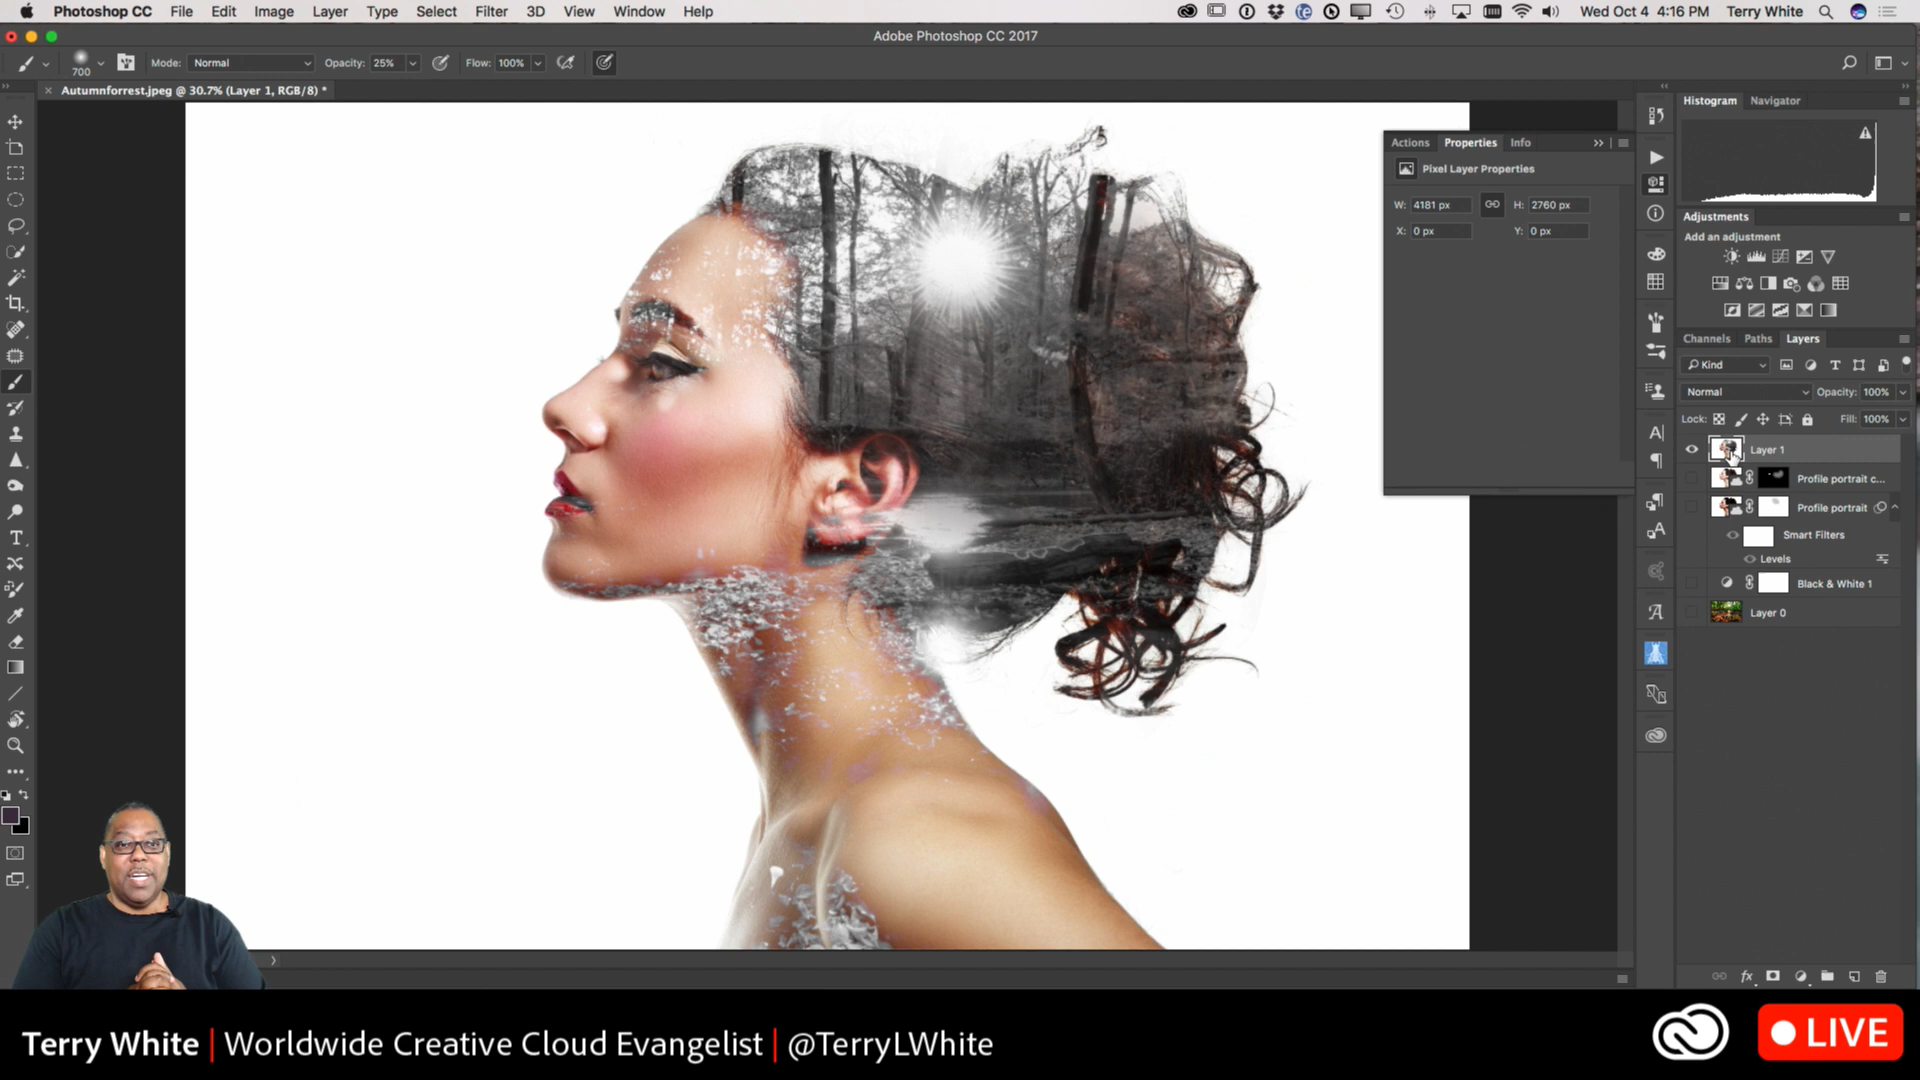 Photoshop CC File Edit Image Layer Type Select Filter 3D View Window Help
Wed Oct 4 4:16 PM Terry White
Adobe Photoshop CC 2017
700 Mode: Normal Opacity: 25% Flow: 100%
Autumnforrest.jpeg @ 30.7% (Layer 1, RGB/8) *
Actions Properties Info
Pixel Layer Properties
W: 4181 px H: 2760 px
X: 0 px Y: 0 px
Histogram Navigator
Adjustments
Add an adjustment
Channels Paths Layers
Kind
Normal Opacity: 100%
Lock: Fill: 100%
Layer 1
Profile portrait c...
Profile portrait
Smart Filters
Levels
Black & White 1
Layer 0
Terry White | Worldwide Creative Cloud Evangelist | @TerryLWhite
LIVE